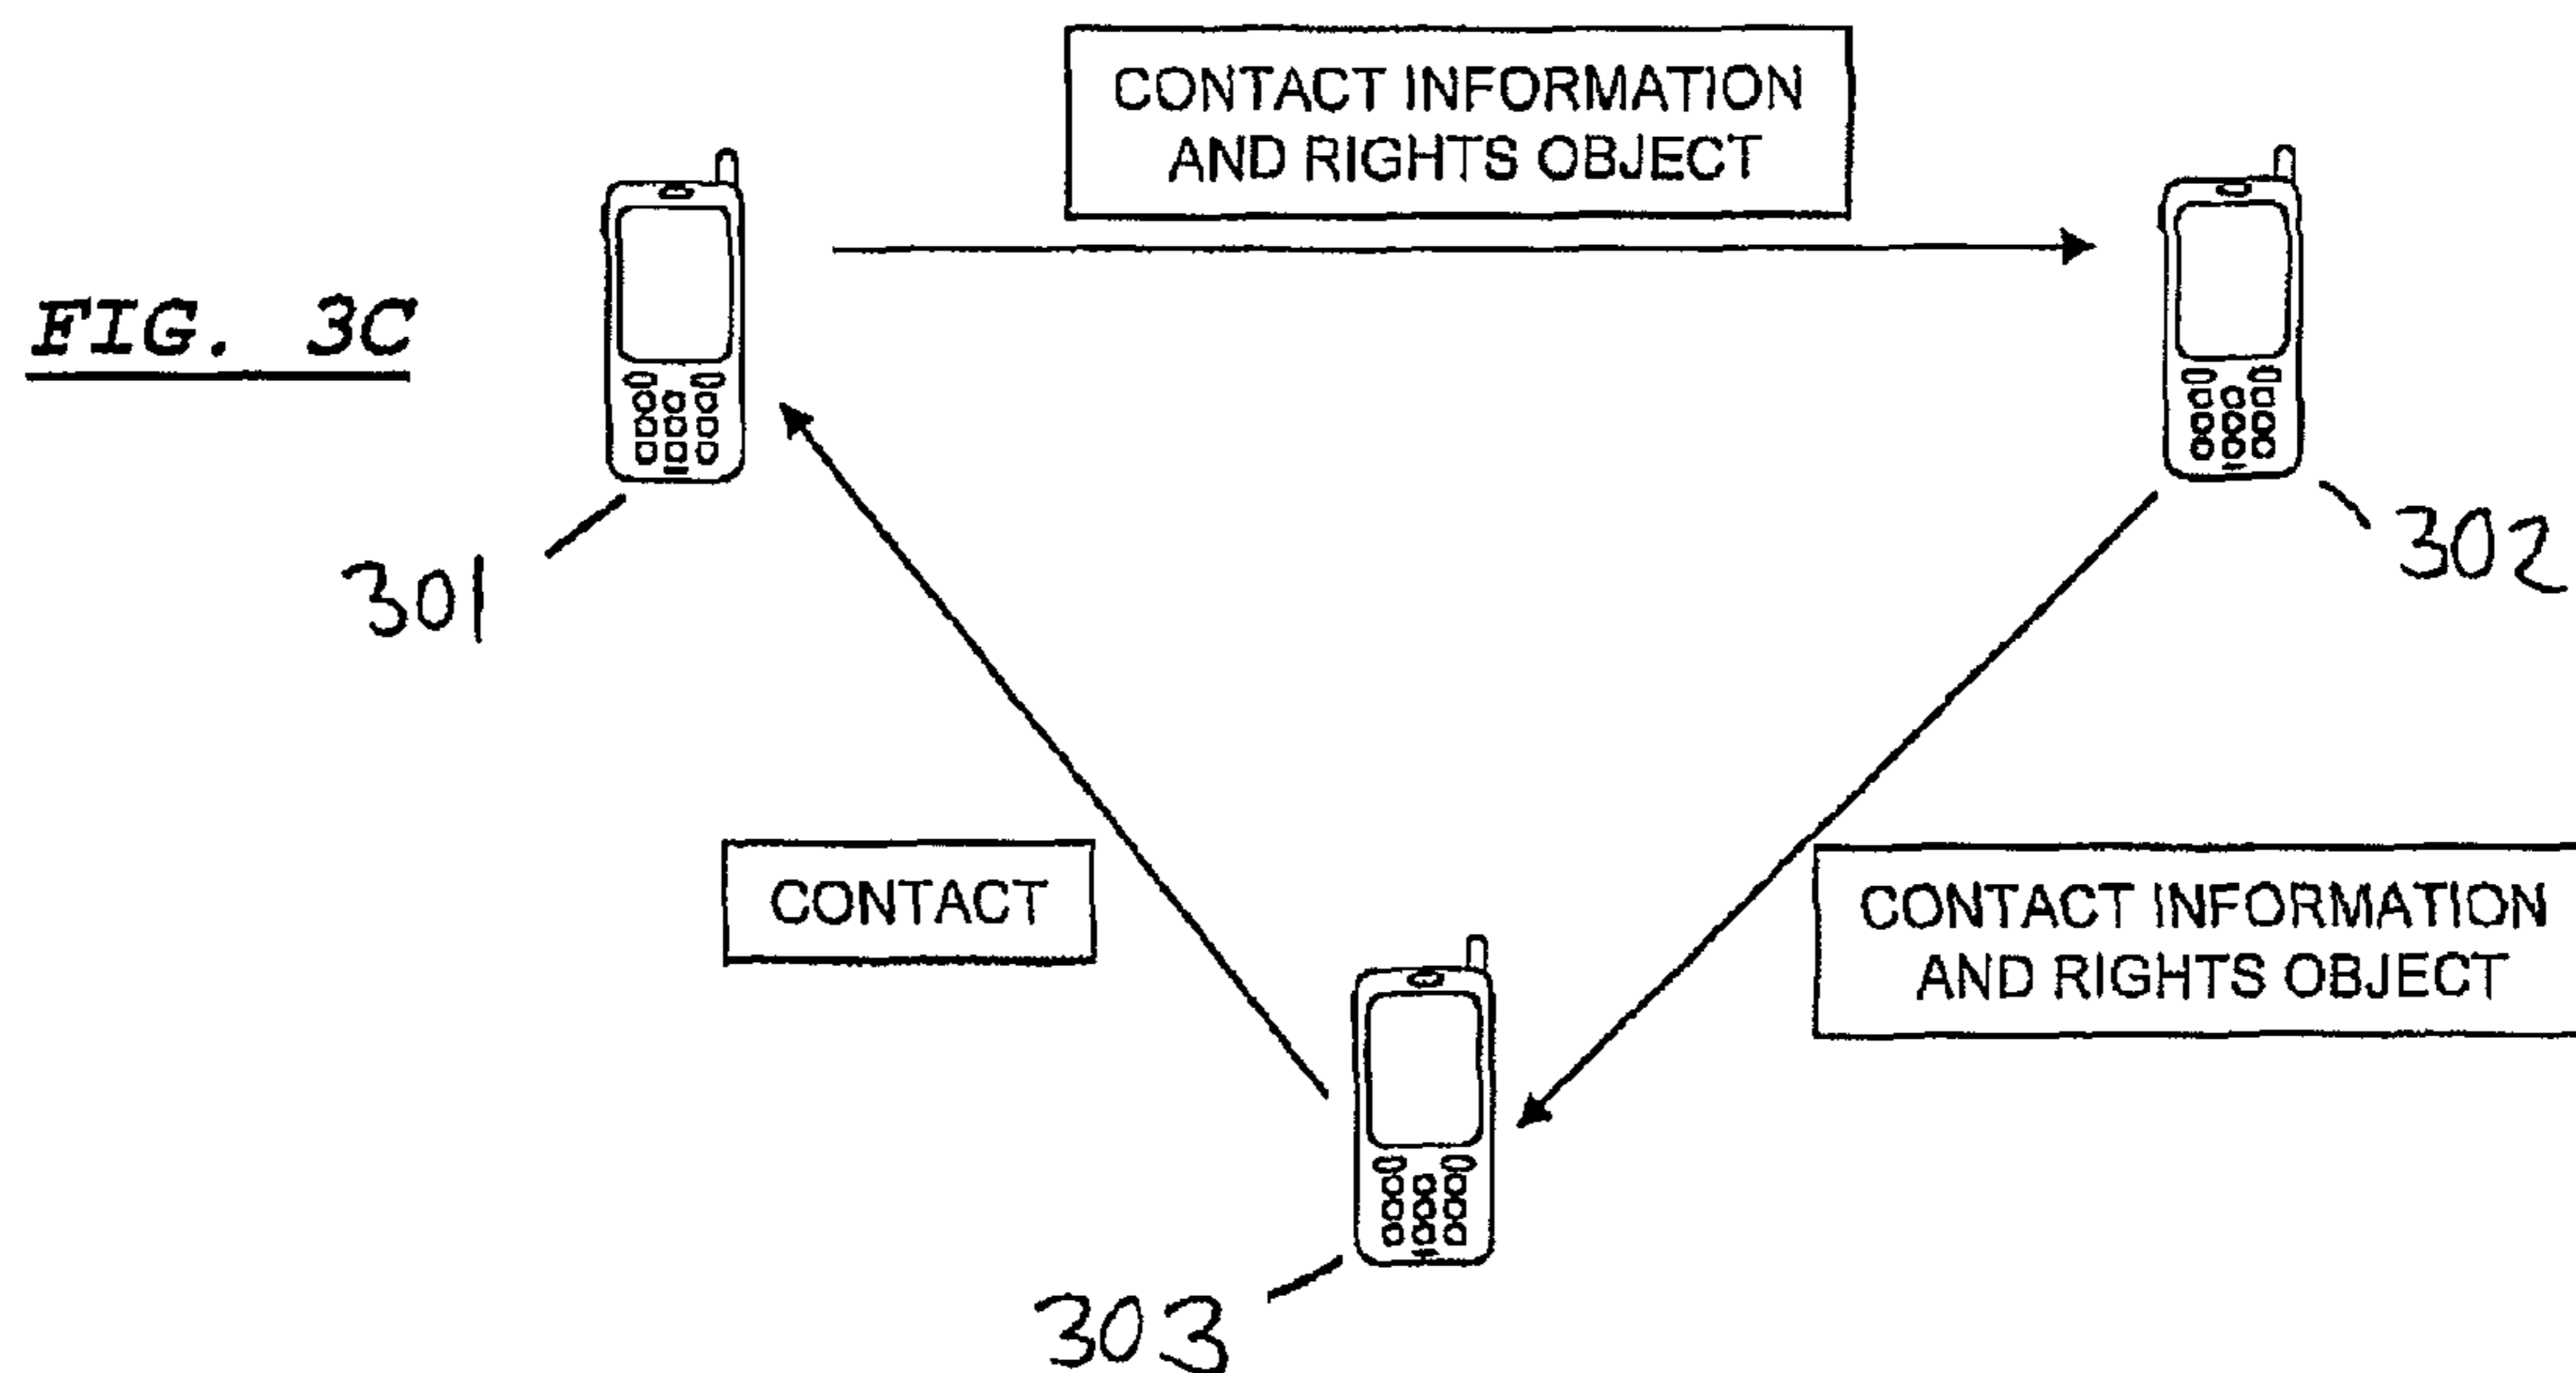 CONTACT INFORMATION
AND RIGHTS OBJECT
FIG. 3C
301
302
CONTACT
CONTACT INFORMATION
AND RIGHTS OBJECT
303